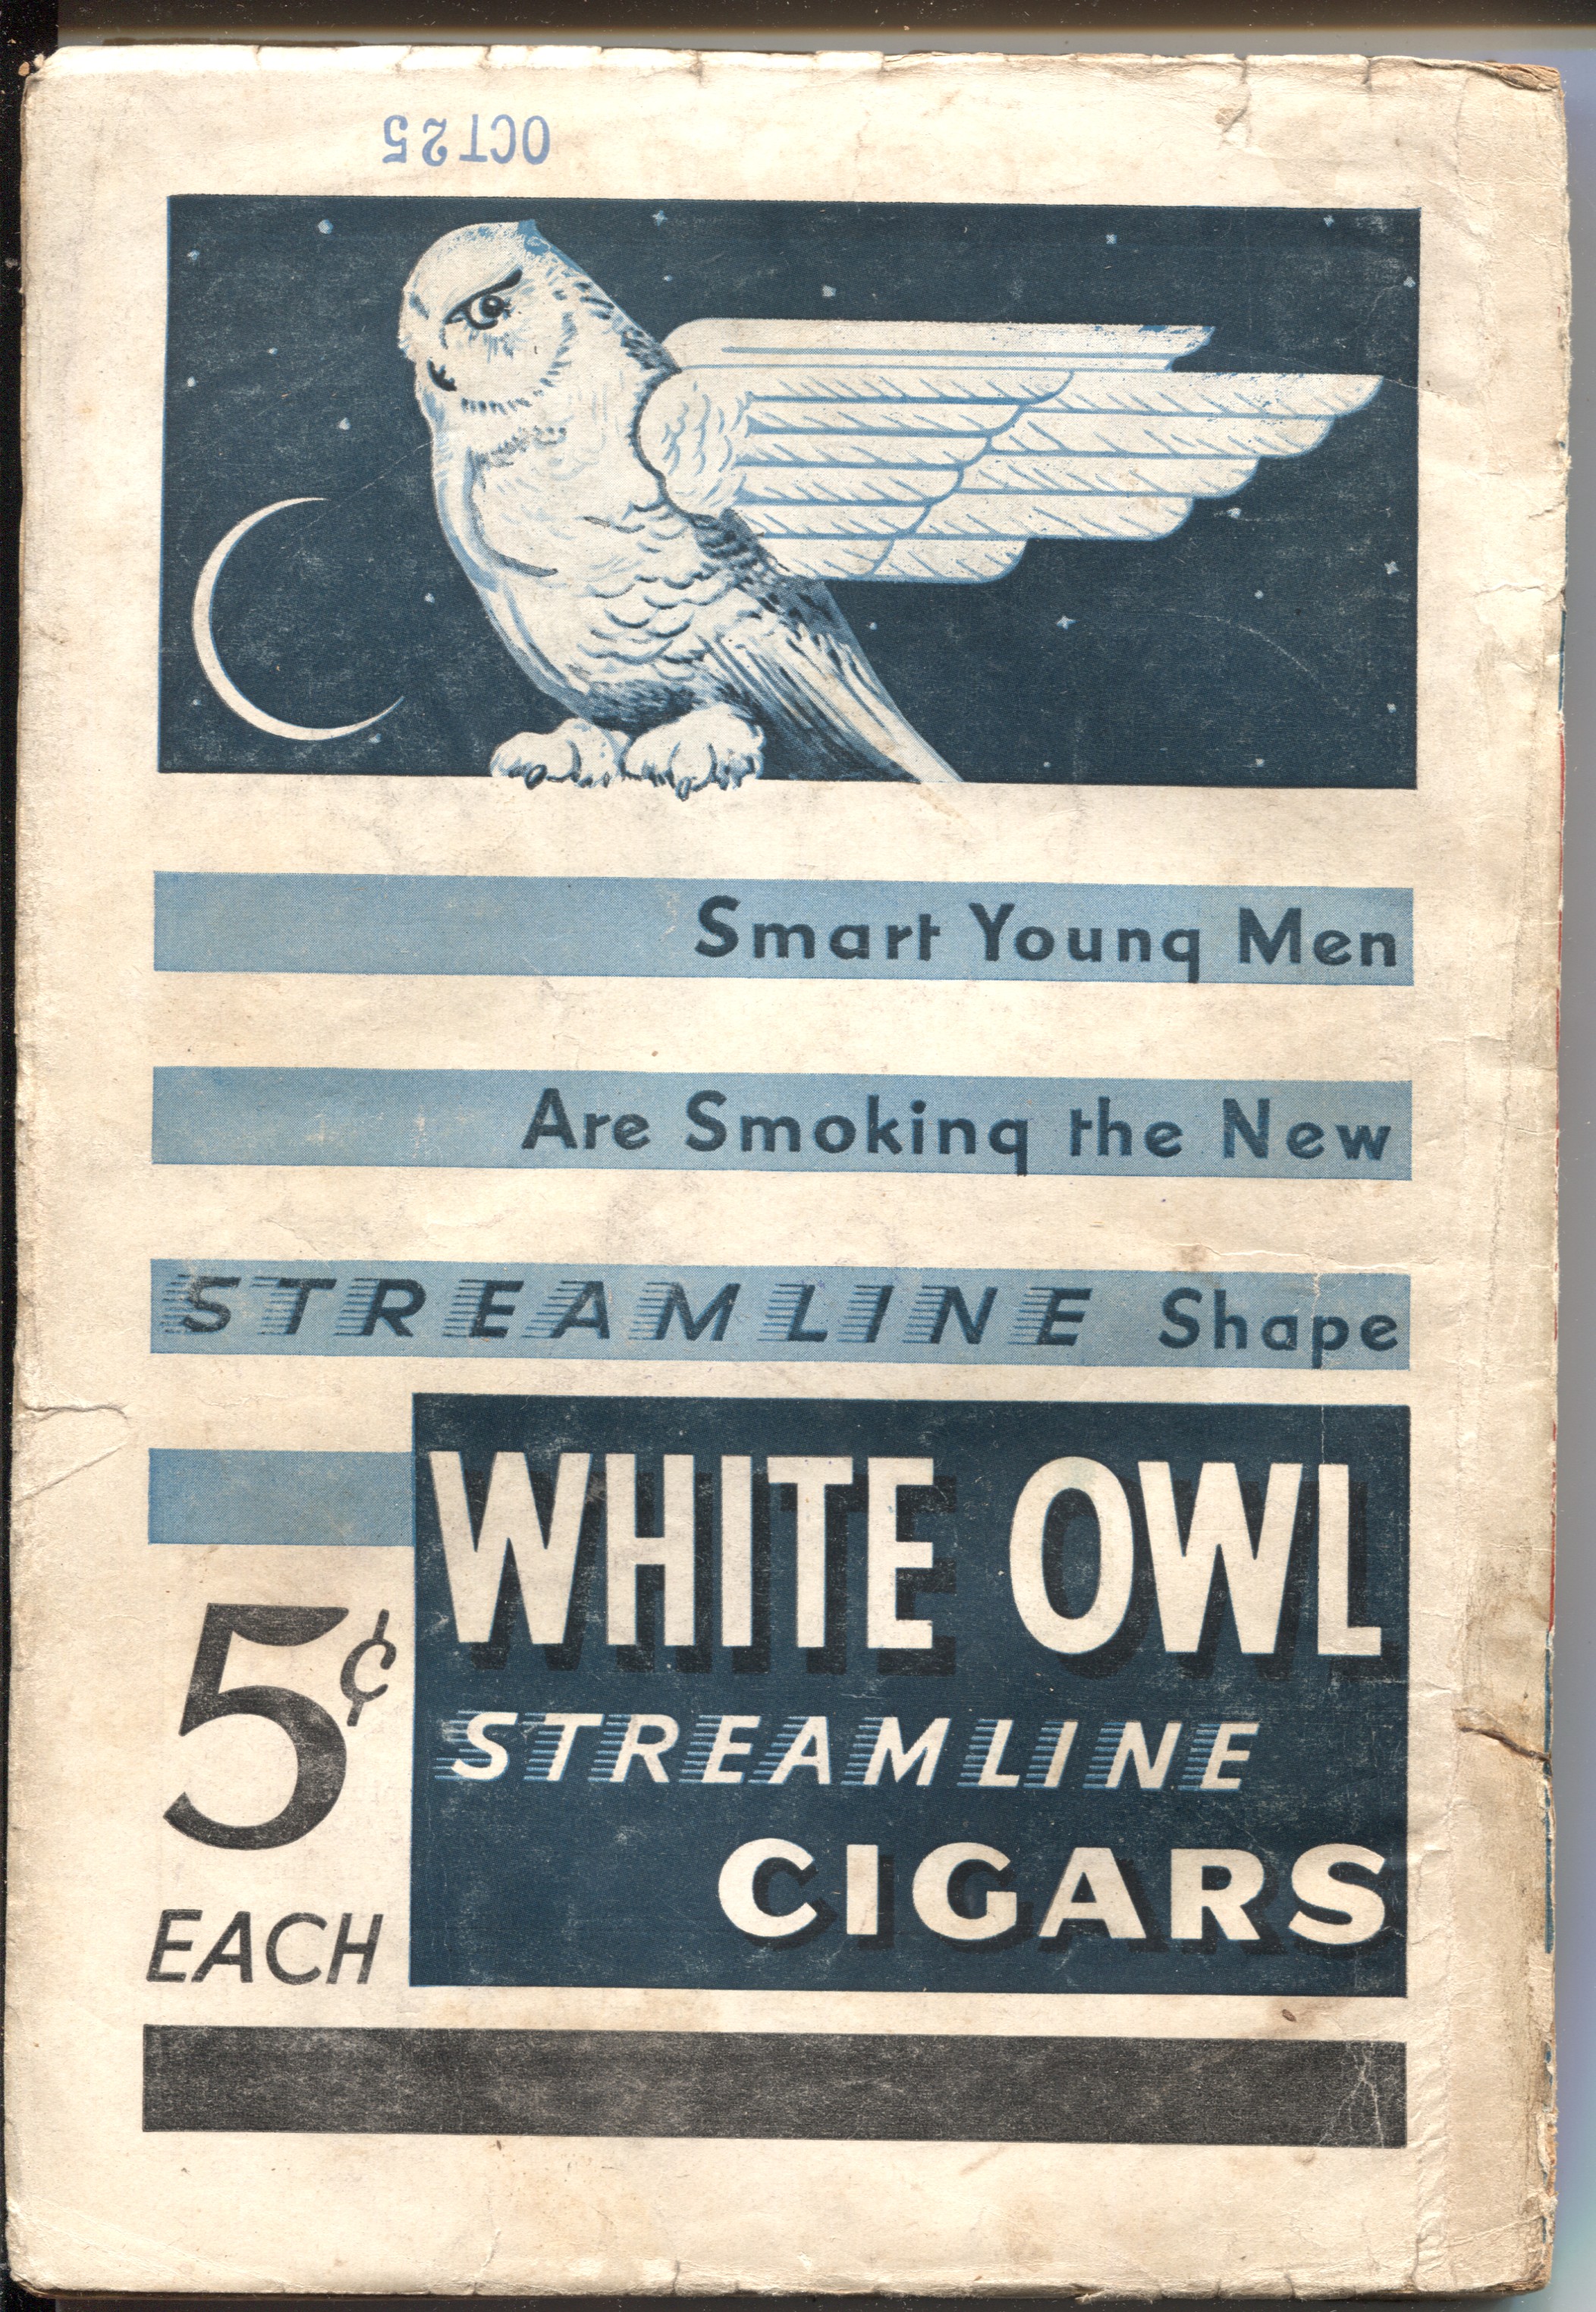 OCT 25
Smart Young Men
Are Smoking the New
STREAMLINE Shape
WHITE OWL
5¢
STREAMLINE
CIGARS
EACH